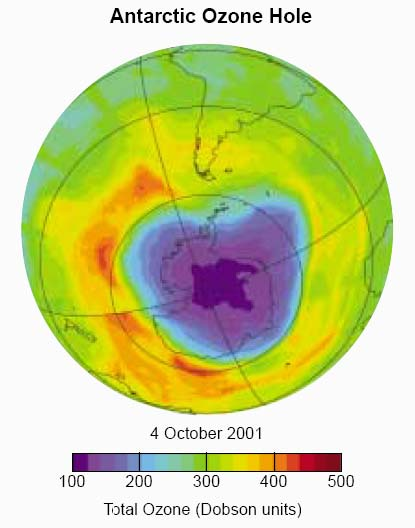 Antarctic Ozone Hole
4 October 2001
100 200 300 400 500
Total Ozone (Dobson units)